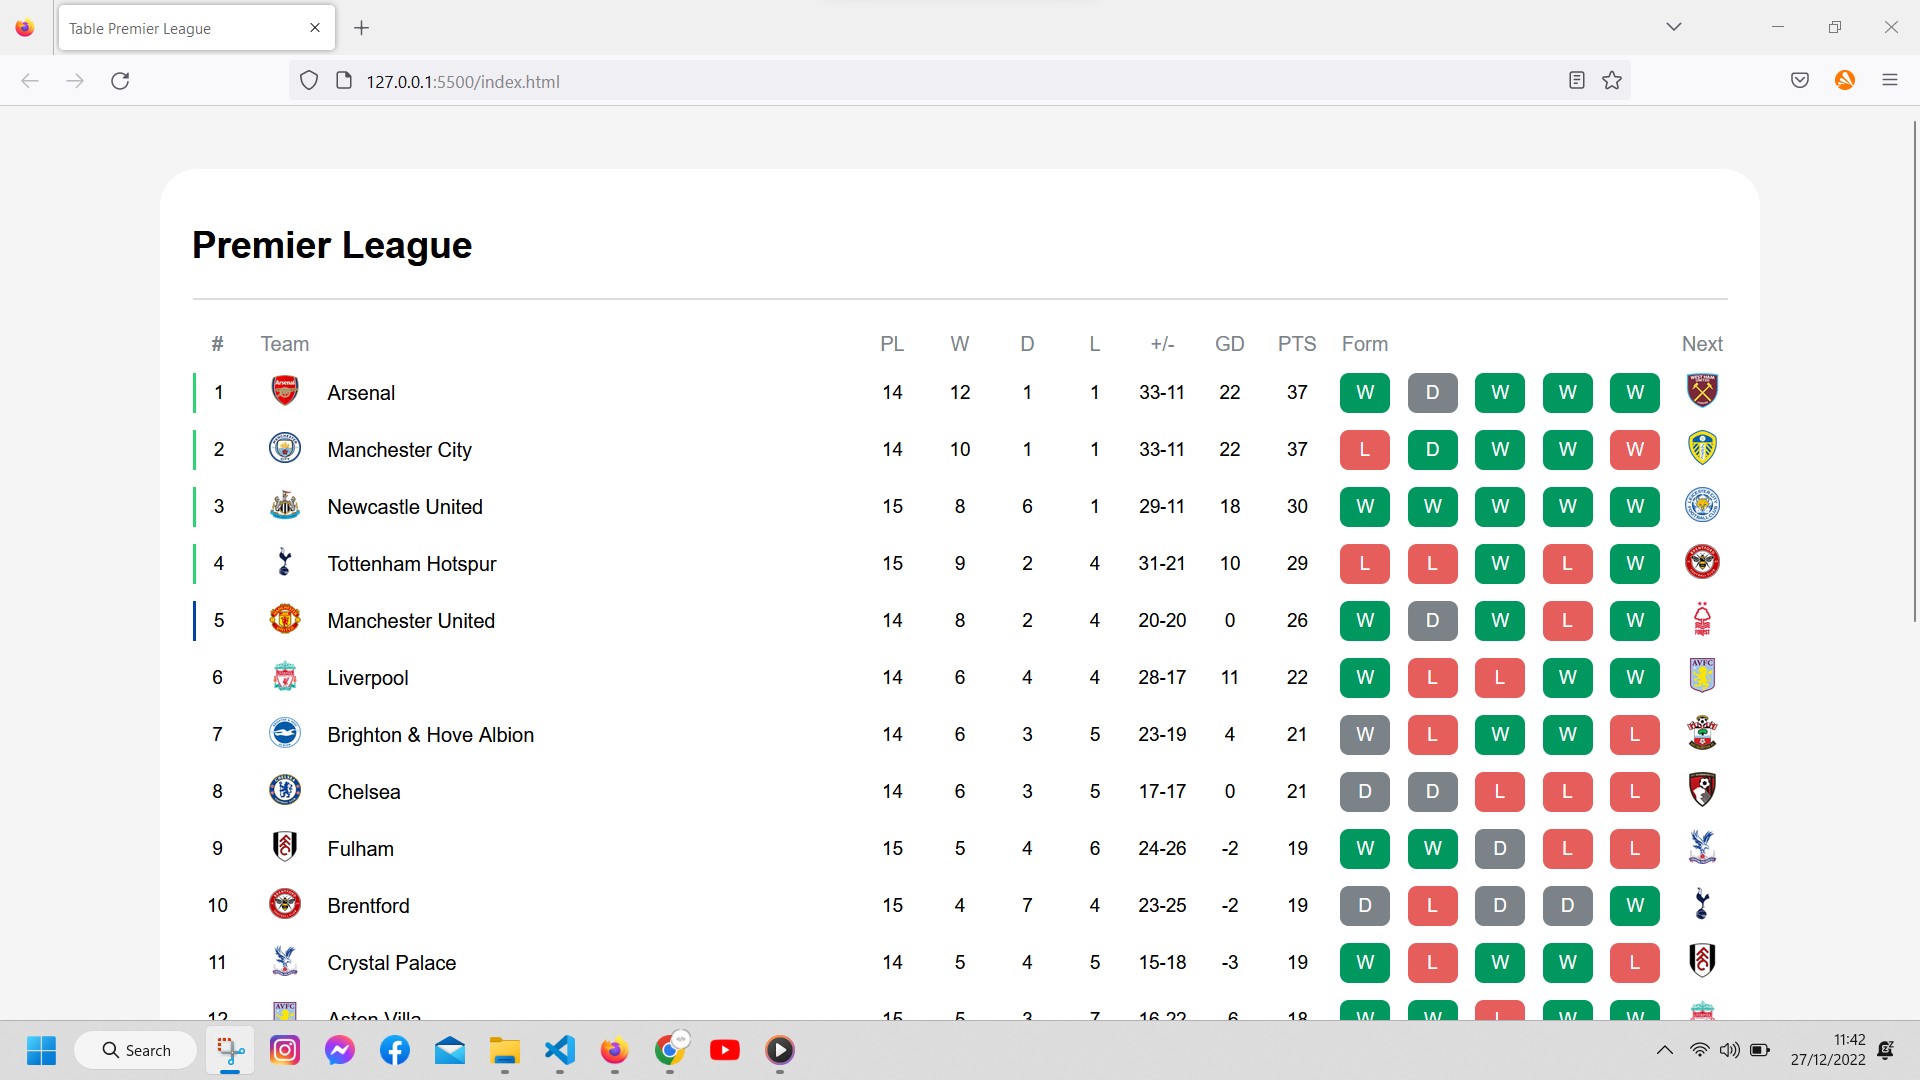 Table Premier League
127.0.0.1:5500/index.html
Premier League
# Team PL W D L +/- GD PTS Form Next
1 Arsenal 14 12 1 1 33-11 22 37 W D W W W
2 Manchester City 14 10 1 1 33-11 22 37 L D W W W
3 Newcastle United 15 8 6 1 29-11 18 30 W W W W W
4 Tottenham Hotspur 15 9 2 4 31-21 10 29 L L W L W
5 Manchester United 14 8 2 4 20-20 0 26 W D W L W
6 Liverpool 14 6 4 4 28-17 11 22 W L L W W
7 Brighton & Hove Albion 14 6 3 5 23-19 4 21 W L W W L
8 Chelsea 14 6 3 5 17-17 0 21 D D L L L
9 Fulham 15 5 4 6 24-26 -2 19 W W D L L
10 Brentford 15 4 7 4 23-25 -2 19 D L D D W
11 Crystal Palace 14 5 4 5 15-18 -3 19 W L W W L
12 Aston Villa 15 5 3 7 16-22 -6 18 W W L W W
Search
11:42
27/12/2022